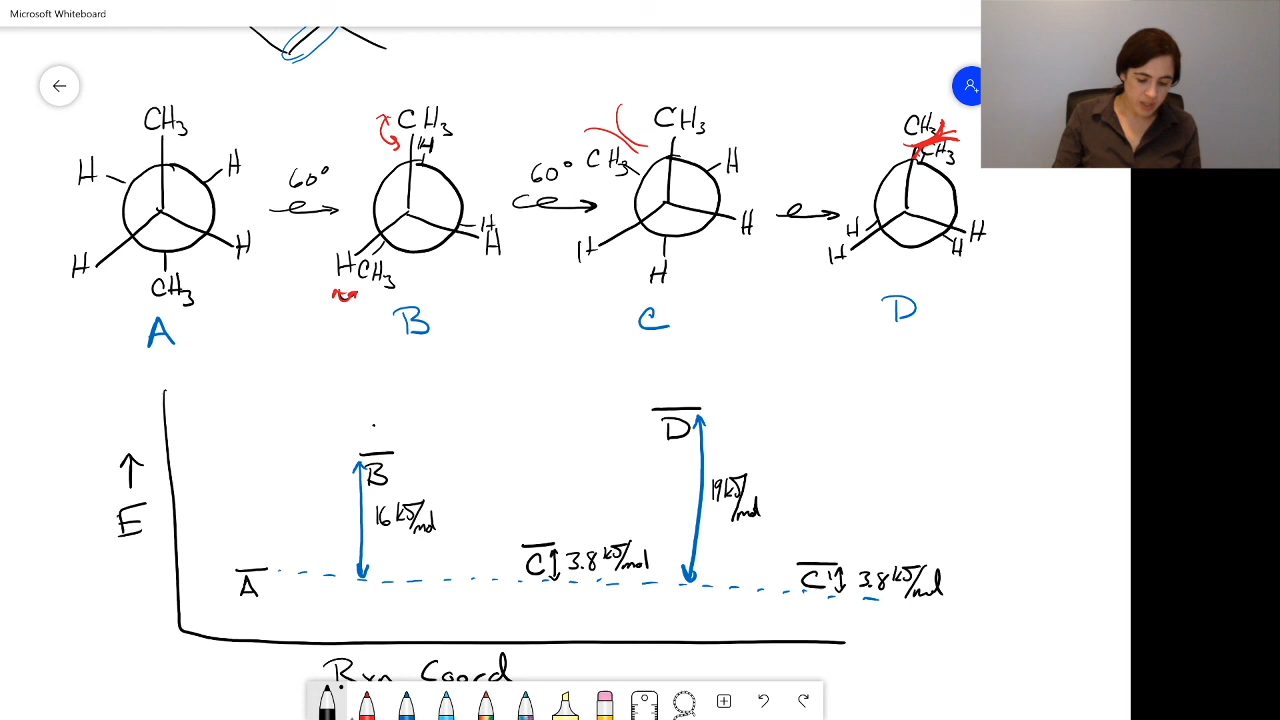 Microsoft Whiteboard
CH3
H
H
H
H
CH3
A
60°
CH3
H
H
H
H
CH3
B
60°
CH3
CH3
H
H
H
H
C
CH3
CH3
H
H
H
H
D
E
A
B
16 kJ/mol
C
3.8 kJ/mol
D
19 kJ/mol
C'
3.8 kJ/mol
Rxn Coord